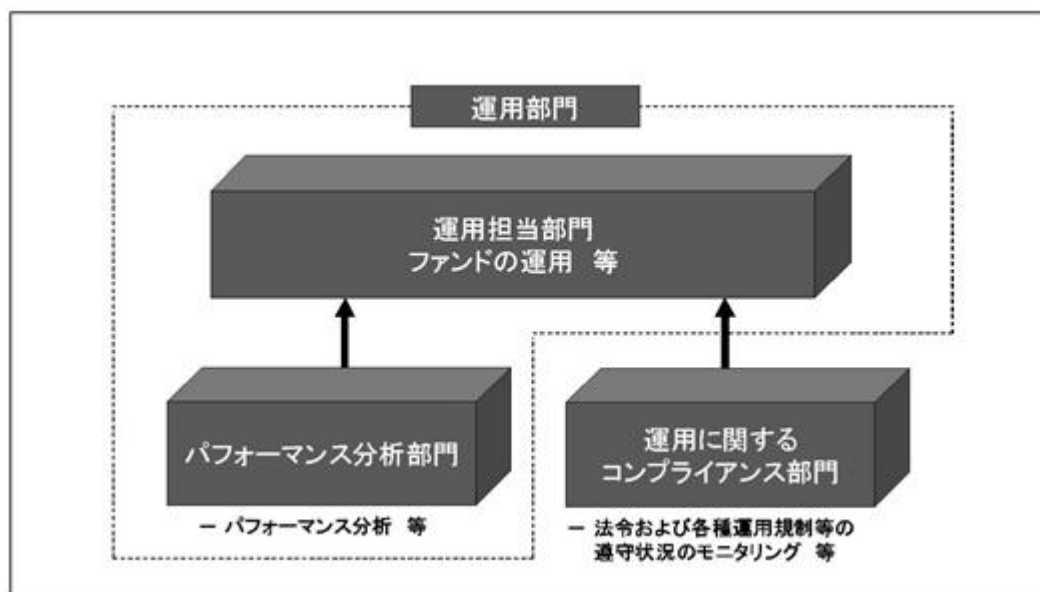 運用部門
運用担当部門
ファンドの運用 等
パフォーマンス分析部門
− パフォーマンス分析 等
運用に関する
コンプライアンス部門
− 法令および各種運用規制等の
遵守状況のモニタリング 等